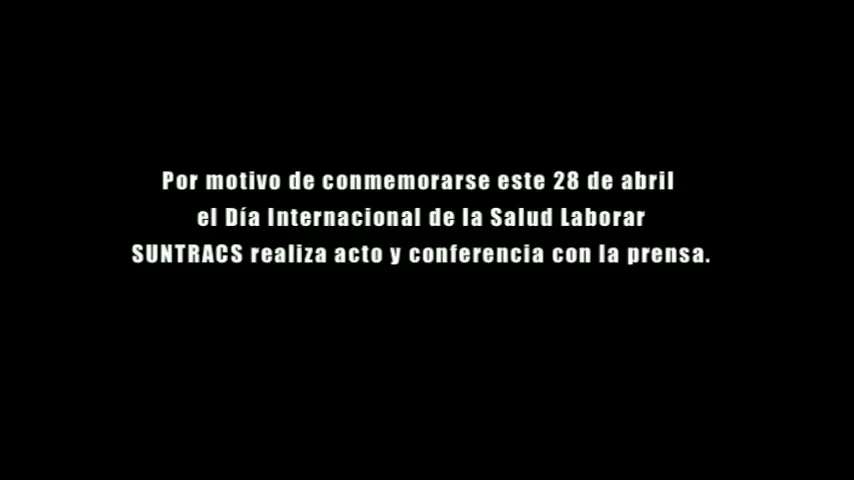 Por motivo de conmemorarse este 28 de abril
el Día Internacional de la Salud Laborar
SUNTRACS realiza acto y conferencia con la prensa.